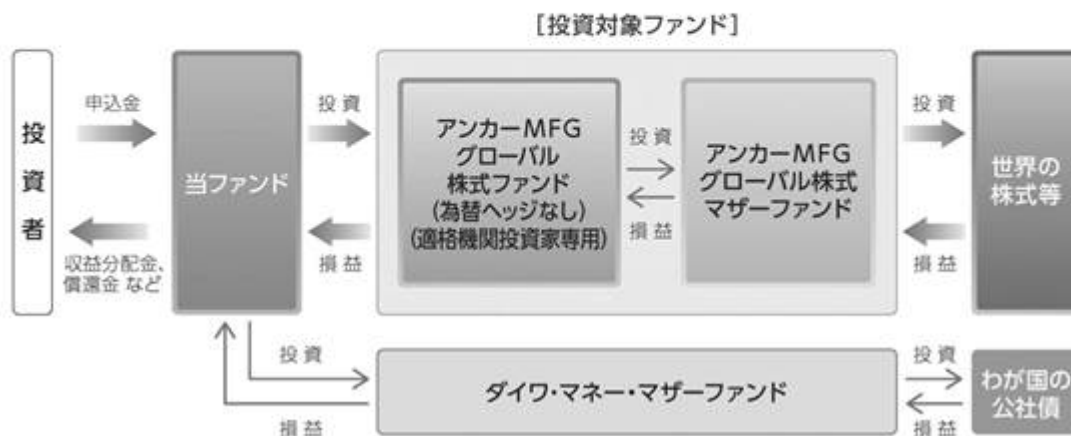 [投資対象ファンド]
投資者
申込金
収益分配金、
償還金 など
当ファンド
投資
損益
アンカーMFG
グローバル
株式ファンド
(為替ヘッジなし)
(適格機関投資家専用)
投資
損益
アンカーMFG
グローバル株式
マザーファンド
投資
損益
世界の
株式等
投資
損益
ダイワ・マネー・マザーファンド
投資
損益
わが国の
公社債